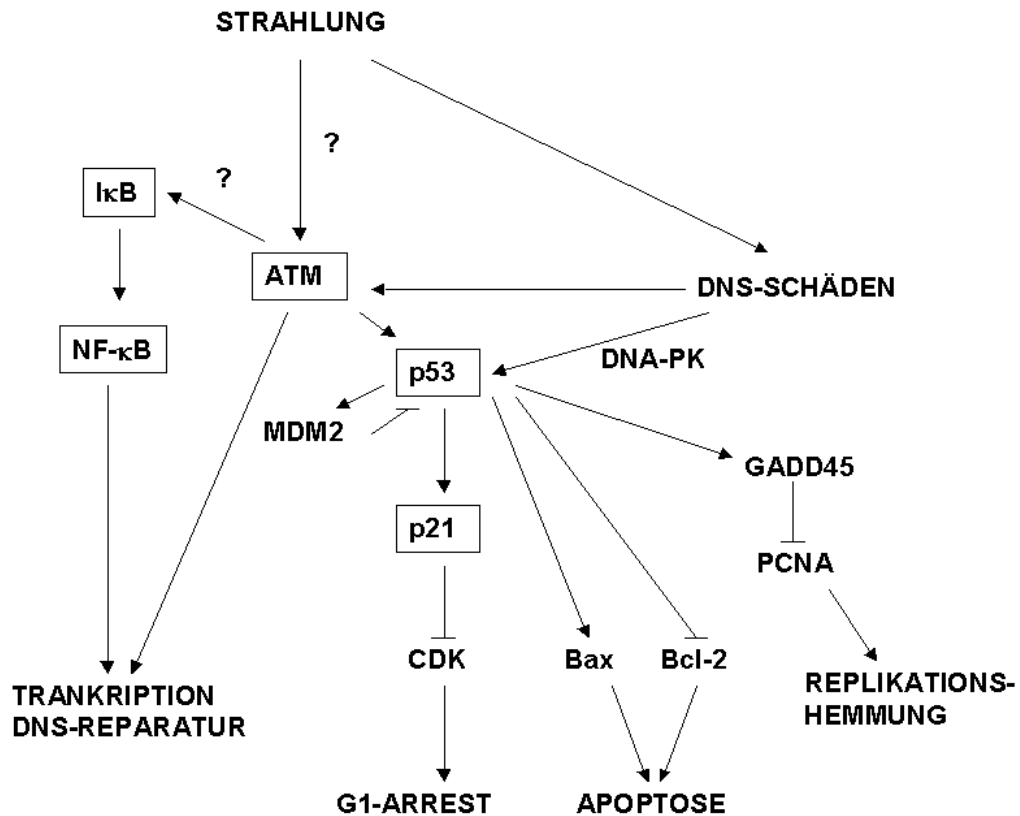 STRAHLUNG
?
?
IκB
ATM
DNS-SCHÄDEN
NF-κB
DNA-PK
p53
MDM2
GADD45
p21
PCNA
CDK
Bax
Bcl-2
TRANKRIPTION
DNS-REPARATUR
REPLIKATIONS-
HEMMUNG
G1-ARREST
APOPTOSE